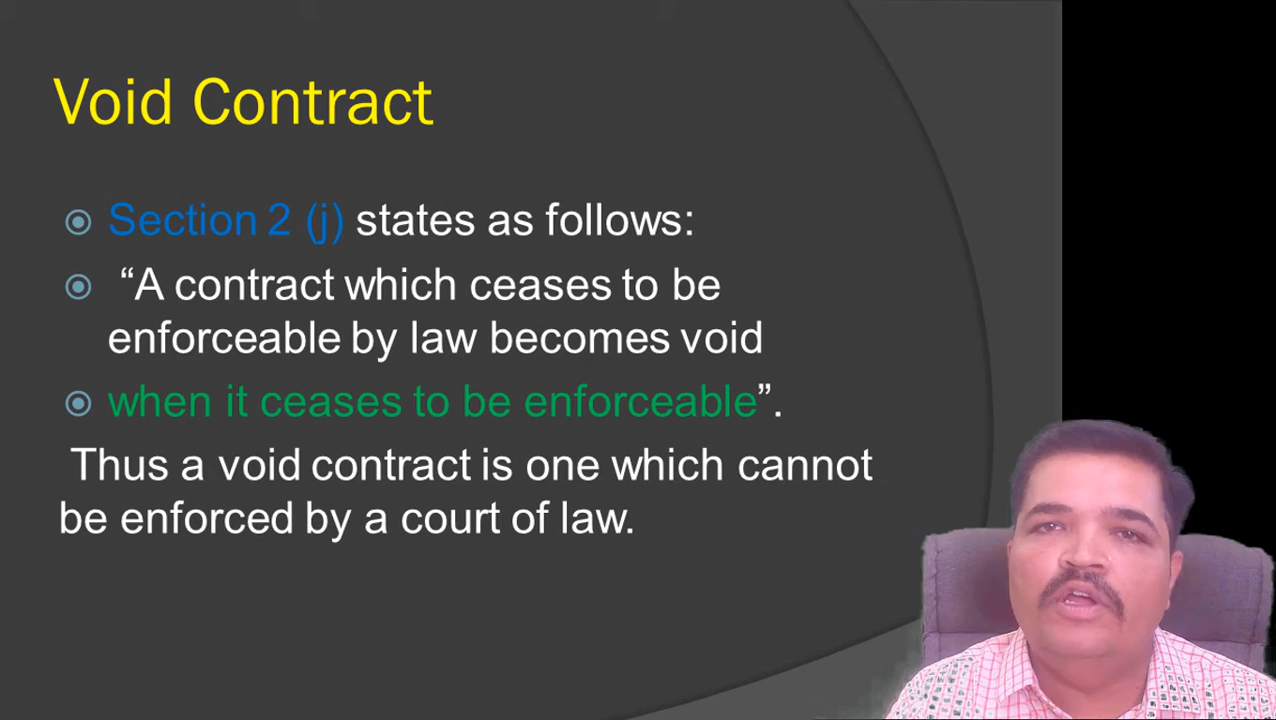 Void Contract
Section 2 (j) states as follows:
“A contract which ceases to be
enforceable by law becomes void
when it ceases to be enforceable”.
Thus a void contract is one which cannot
be enforced by a court of law.